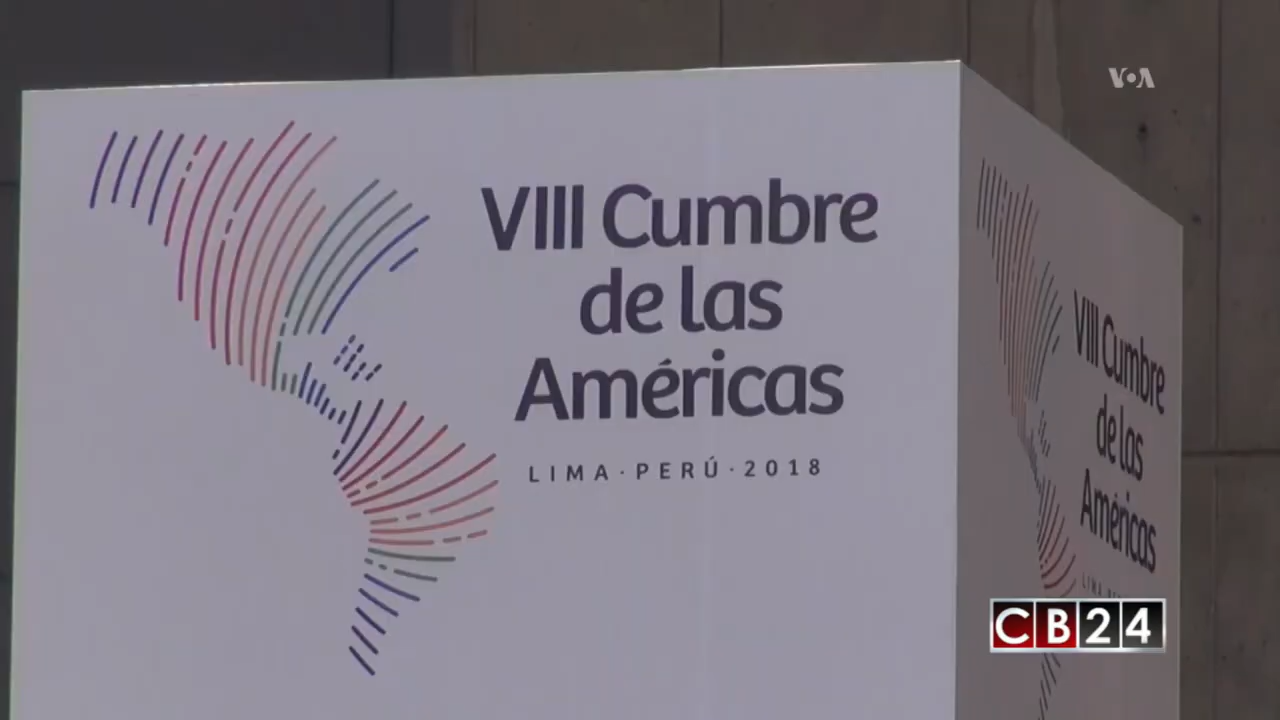 VOA
VIII Cumbre
de las
Américas
LIMA · PERÚ · 2018
VIII Cumbre
de las
Américas
CB24